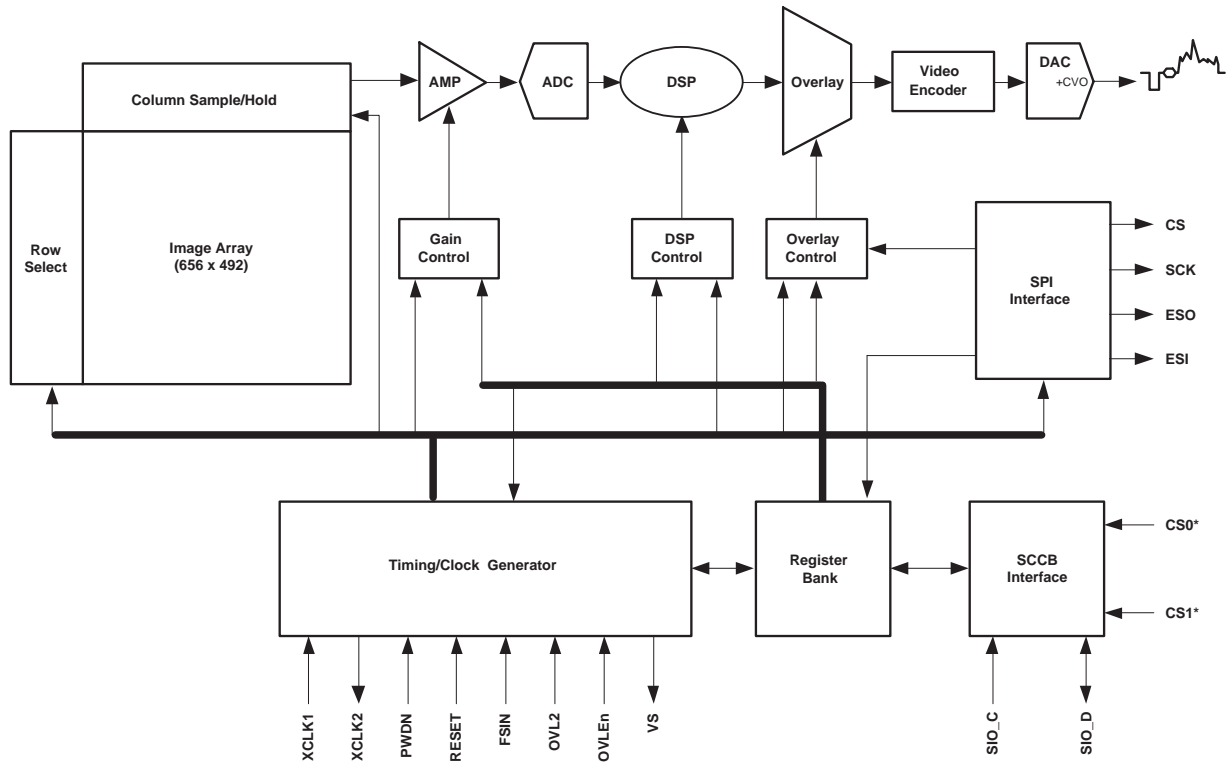 AMP
ADC
DSP
Overlay
Video
Encoder
DAC
+CVO
Column Sample/Hold
Row
Select
Image Array
(656 x 492)
Gain
Control
DSP
Control
Overlay
Control
SPI
Interface
CS
SCK
ESO
ESI
Timing/Clock Generator
Register
Bank
SCCB
Interface
CS0*
CS1*
XCLK1
XCLK2
PWDN
RESET
FSIN
OVL2
OVLEn
VS
SIO_C
SIO_D